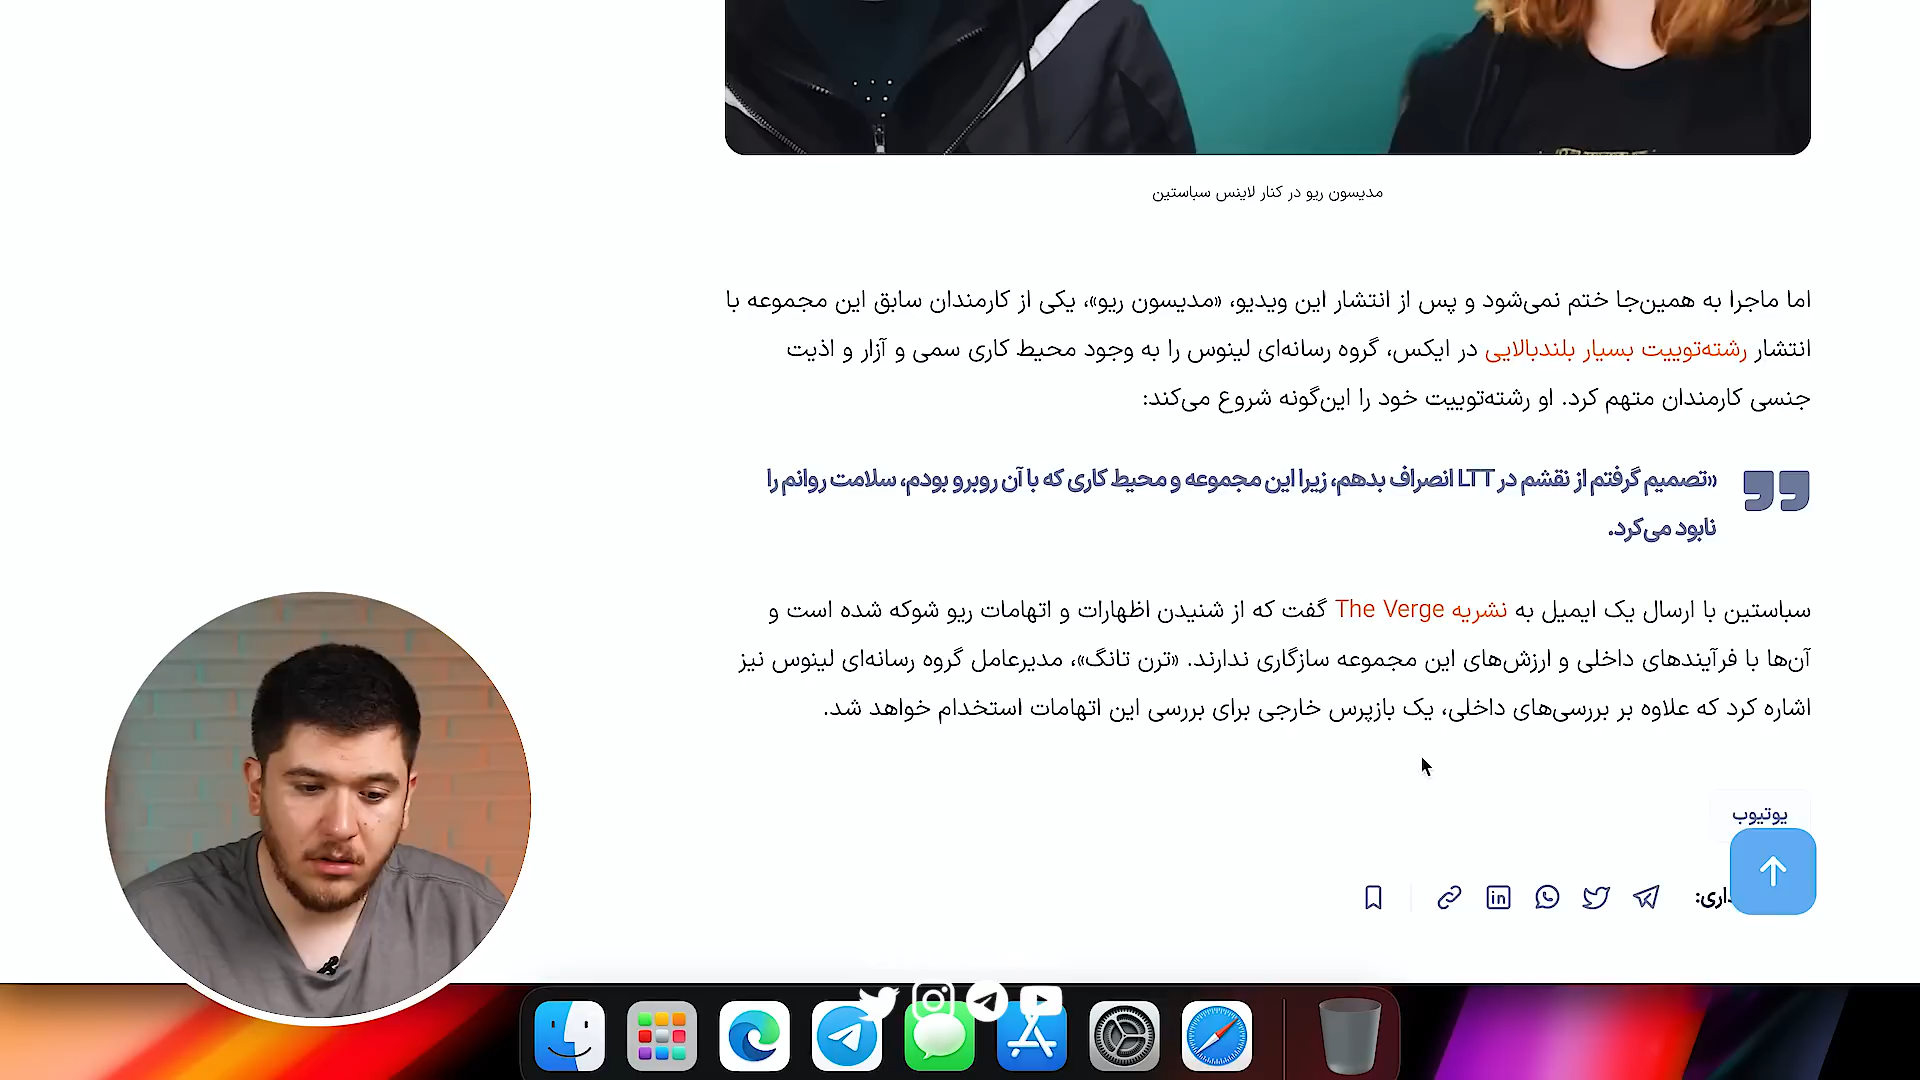 مدیسون ریو در کنار لاینس سباستین
اما ماجرا به همین‌جا ختم نمی‌شود و پس از انتشار این ویدیو، «مدیسون ریو»، یکی از کارمندان سابق این مجموعه با
انتشار رشته‌توییت بسیار بلندبالایی در ایکس، گروه رسانه‌ای لینوس را به وجود محیط کاری سمی و آزار و اذیت
جنسی کارمندان متهم کرد. او رشته‌توییت خود را این‌گونه شروع می‌کند:
«تصمیم گرفتم از نقشم در LTT انصراف بدهم، زیرا این مجموعه و محیط کاری که با آن روبرو بودم، سلامت روانم را
نابود می‌کرد.
سباستین با ارسال یک ایمیل به نشریه The Verge گفت که از شنیدن اظهارات و اتهامات ریو شوکه شده است و
آن‌ها با فرآیندهای داخلی و ارزش‌های این مجموعه سازگاری ندارند. «ترن تانگ»، مدیرعامل گروه رسانه‌ای لینوس نیز
اشاره کرد که علاوه بر بررسی‌های داخلی، یک بازپرس خارجی برای بررسی این اتهامات استخدام خواهد شد.
یوتیوب